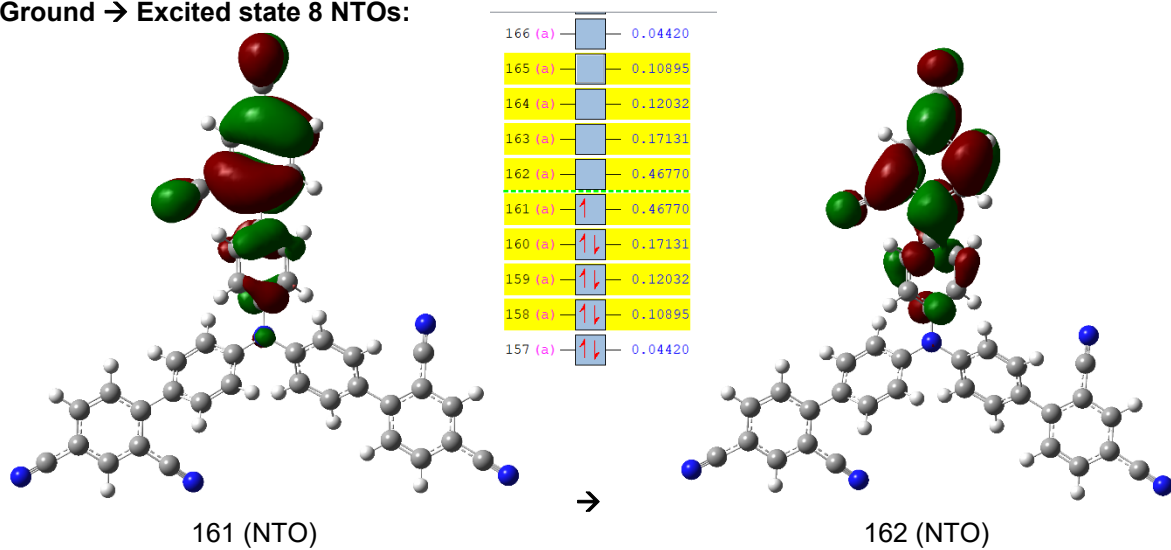 Ground → Excited state 8 NTOs:
166 (a) 0.04420
165 (a) 0.10895
164 (a) 0.12032
163 (a) 0.17131
162 (a) 0.46770
161 (a) 0.46770
160 (a) 0.17131
159 (a) 0.12032
158 (a) 0.10895
157 (a) 0.04420
→
161 (NTO)
162 (NTO)